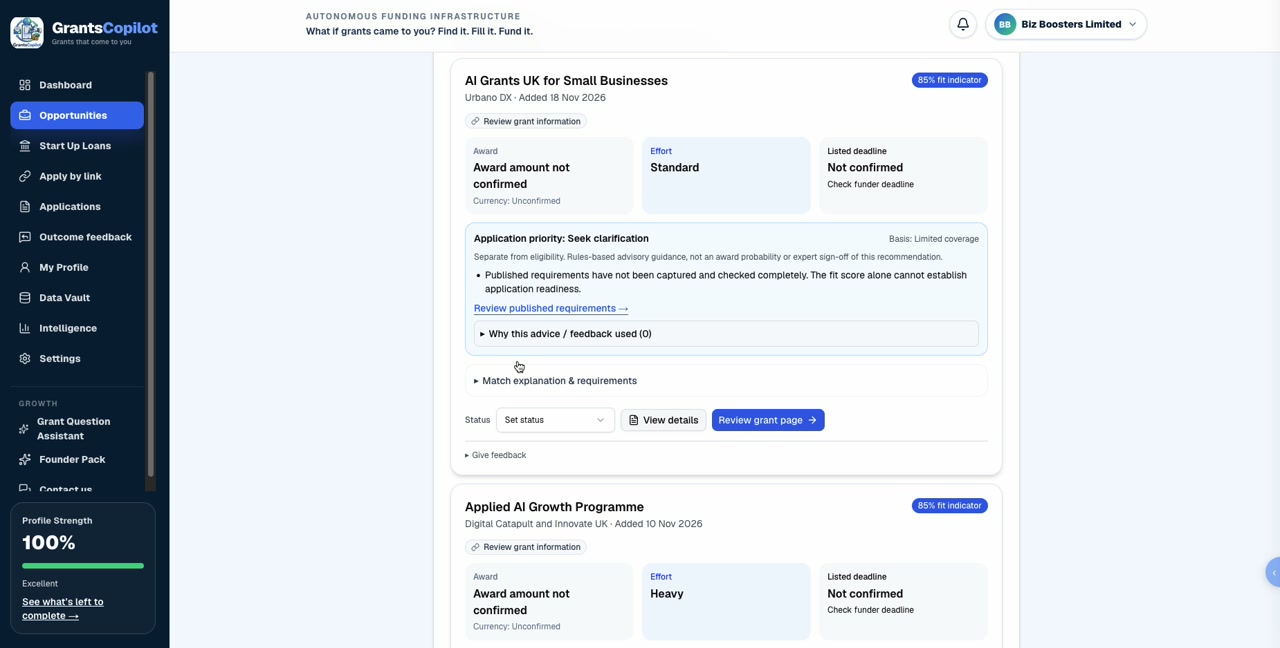 GrantsCopilot
Grants that come to you
Dashboard
Opportunities
Start Up Loans
Apply by link
Applications
Outcome feedback
My Profile
Data Vault
Intelligence
Settings
GROWTH
Grant Question
Assistant
Founder Pack
Contact us
Profile Strength
100%
Excellent
See what's left to
complete →
AUTONOMOUS FUNDING INFRASTRUCTURE
What if grants came to you? Find it. Fill it. Fund it.
BB Biz Boosters Limited
AI Grants UK for Small Businesses
85% fit indicator
Urbano DX · Added 18 Nov 2026
Review grant information
Award
Award amount not
confirmed
Currency: Unconfirmed
Effort
Standard
Listed deadline
Not confirmed
Check funder deadline
Application priority: Seek clarification
Basis: Limited coverage
Separate from eligibility. Rules-based advisory guidance, not an award probability or expert sign-off of this recommendation.
• Published requirements have not been captured and checked completely. The fit score alone cannot establish
application readiness.
Review published requirements →
▸ Why this advice / feedback used (0)
▸ Match explanation & requirements
Status Set status View details Review grant page →
▸ Give feedback
Applied AI Growth Programme
85% fit indicator
Digital Catapult and Innovate UK · Added 10 Nov 2026
Review grant information
Award
Award amount not
confirmed
Currency: Unconfirmed
Effort
Heavy
Listed deadline
Not confirmed
Check funder deadline